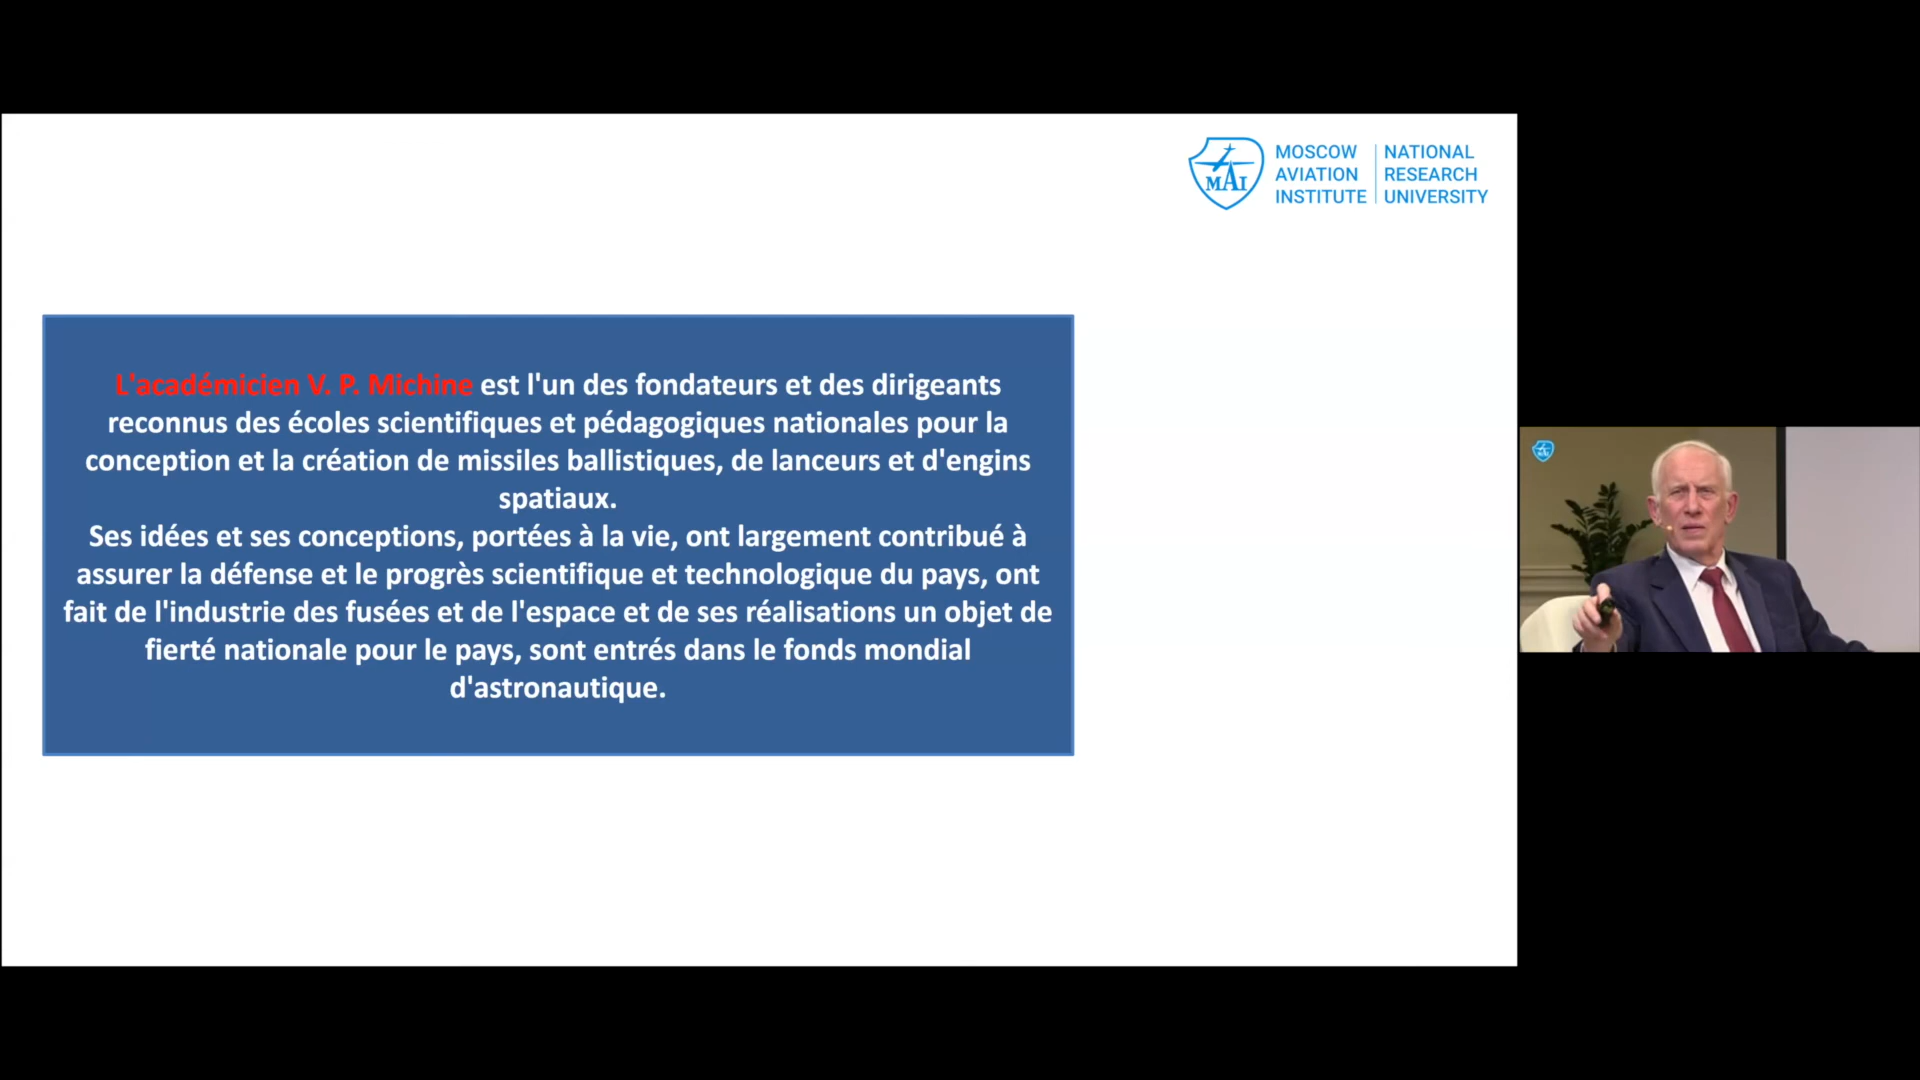 MAI
MOSCOW
AVIATION
INSTITUTE
NATIONAL
RESEARCH
UNIVERSITY
L'académicien V. P. Michine est l'un des fondateurs et des dirigeants
reconnus des écoles scientifiques et pédagogiques nationales pour la
conception et la création de missiles ballistiques, de lanceurs et d'engins
spatiaux.
Ses idées et ses conceptions, portées à la vie, ont largement contribué à
assurer la défense et le progrès scientifique et technologique du pays, ont
fait de l'industrie des fusées et de l'espace et de ses réalisations un objet de
fierté nationale pour le pays, sont entrés dans le fonds mondial
d'astronautique.
MAI